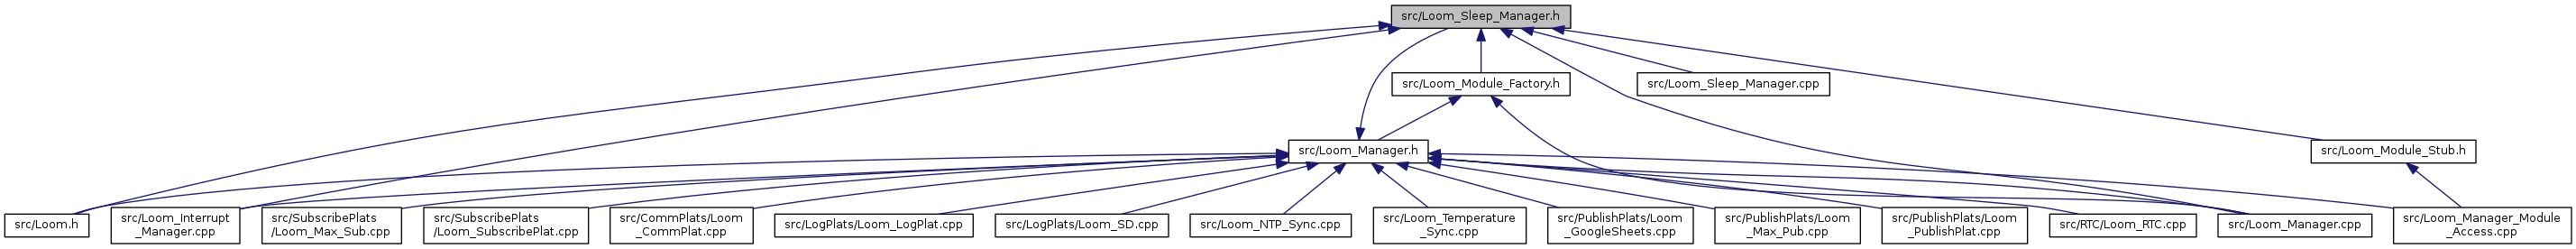 src/Loom_Sleep_Manager.h
src/Loom_Module_Factory.h
src/Loom_Sleep_Manager.cpp
src/Loom_Manager.h
src/Loom_Module_Stub.h
src/Loom.h
src/Loom_Interrupt
_Manager.cpp
src/SubscribePlats
/Loom_Max_Sub.cpp
src/SubscribePlats
/Loom_SubscribePlat.cpp
src/CommPlats/Loom
_CommPlat.cpp
src/LogPlats/Loom_LogPlat.cpp
src/LogPlats/Loom_SD.cpp
src/Loom_NTP_Sync.cpp
src/Loom_Temperature
_Sync.cpp
src/PublishPlats/Loom
_GoogleSheets.cpp
src/PublishPlats/Loom
_Max_Pub.cpp
src/PublishPlats/Loom
_PublishPlat.cpp
src/RTC/Loom_RTC.cpp
src/Loom_Manager.cpp
src/Loom_Manager_Module
_Access.cpp